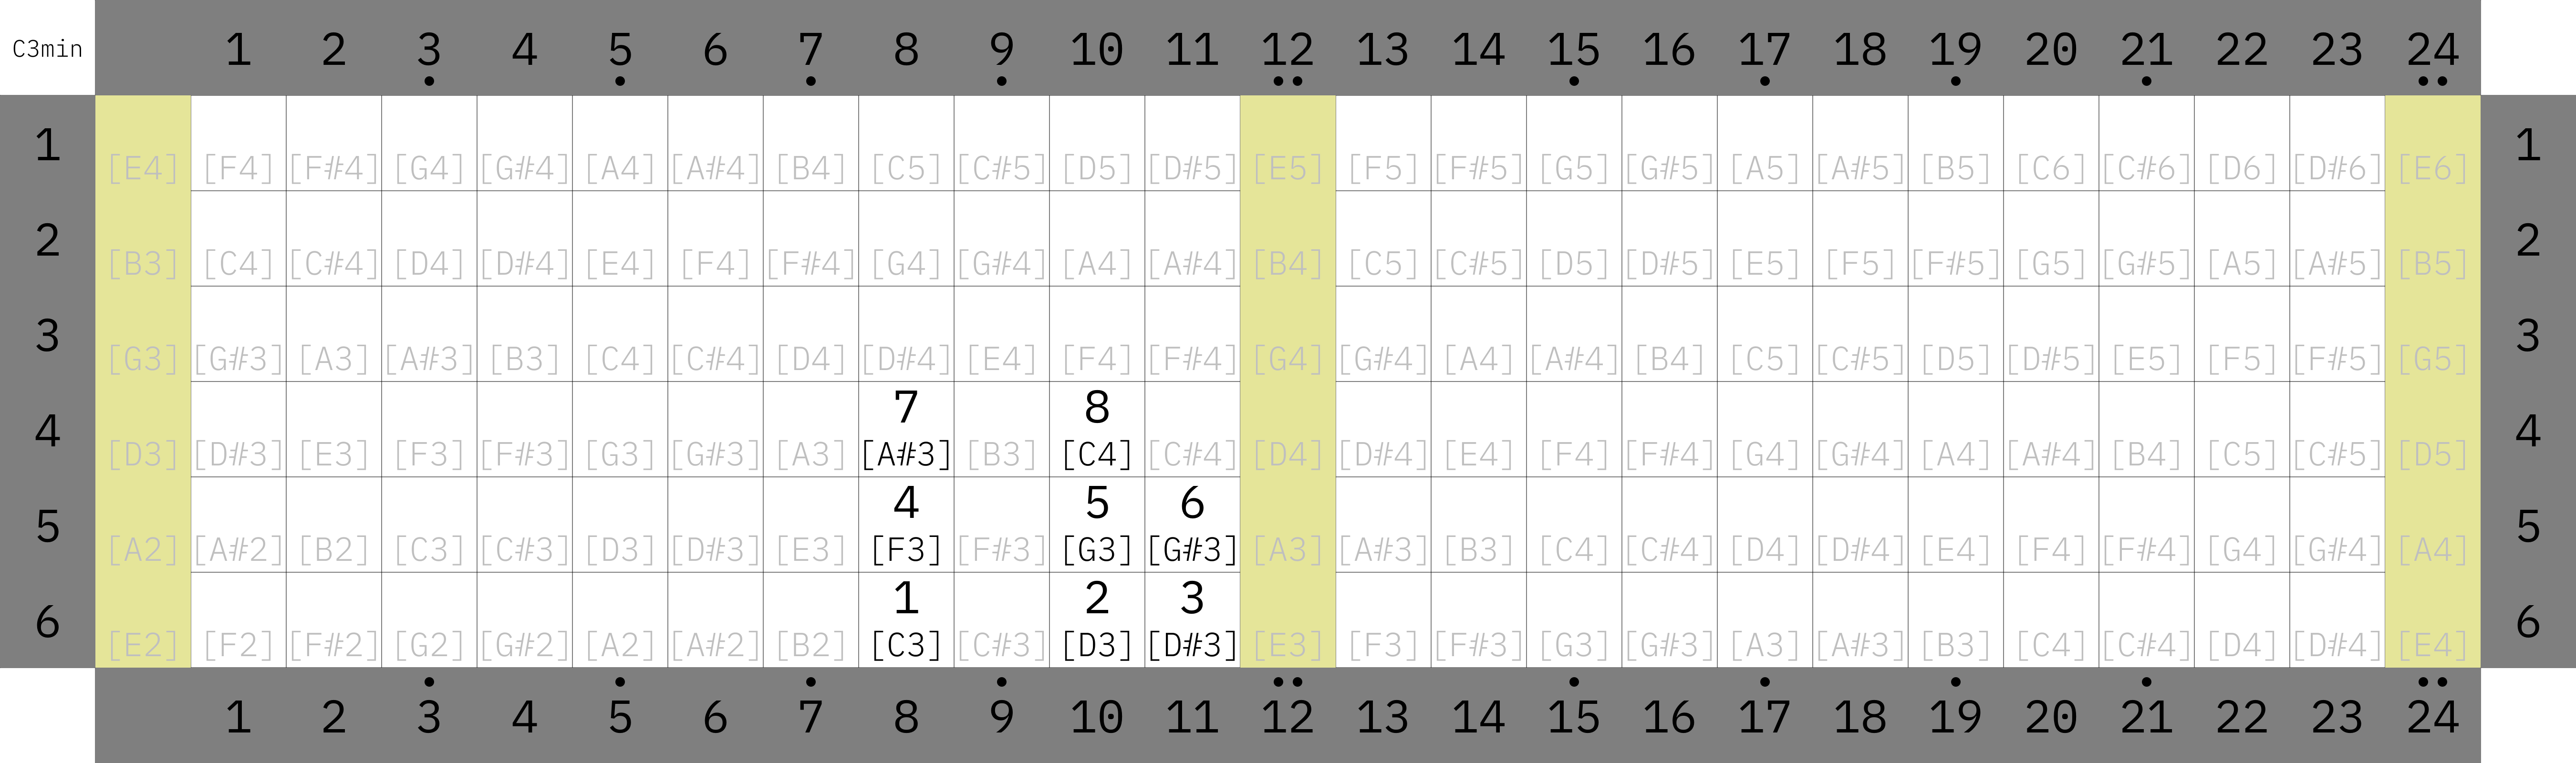 C3min 1 2 3 4 5 6 7 8 9 10 11 12 13 14 15 16 17 18 19 20 21 22 23 24
1 [E4] [F4] [F#4] [G4] [G#4] [A4] [A#4] [B4] [C5] [C#5] [D5] [D#5] [E5] [F5] [F#5] [G5] [G#5] [A5] [A#5] [B5] [C6] [C#6] [D6] [D#6] [E6] 1
2 [B3] [C4] [C#4] [D4] [D#4] [E4] [F4] [F#4] [G4] [G#4] [A4] [A#4] [B4] [C5] [C#5] [D5] [D#5] [E5] [F5] [F#5] [G5] [G#5] [A5] [A#5] [B5] 2
3 [G3] [G#3] [A3] [A#3] [B3] [C4] [C#4] [D4] [D#4] [E4] [F4] [F#4] [G4] [G#4] [A4] [A#4] [B4] [C5] [C#5] [D5] [D#5] [E5] [F5] [F#5] [G5] 3
7 8
4 [D3] [D#3] [E3] [F3] [F#3] [G3] [G#3] [A3] [A#3] [B3] [C4] [C#4] [D4] [D#4] [E4] [F4] [F#4] [G4] [G#4] [A4] [A#4] [B4] [C5] [C#5] [D5] 4
4 5 6
5 [A2] [A#2] [B2] [C3] [C#3] [D3] [D#3] [E3] [F3] [F#3] [G3] [G#3] [A3] [A#3] [B3] [C4] [C#4] [D4] [D#4] [E4] [F4] [F#4] [G4] [G#4] [A4] 5
1 2 3
6 [E2] [F2] [F#2] [G2] [G#2] [A2] [A#2] [B2] [C3] [C#3] [D3] [D#3] [E3] [F3] [F#3] [G3] [G#3] [A3] [A#3] [B3] [C4] [C#4] [D4] [D#4] [E4] 6
1 2 3 4 5 6 7 8 9 10 11 12 13 14 15 16 17 18 19 20 21 22 23 24